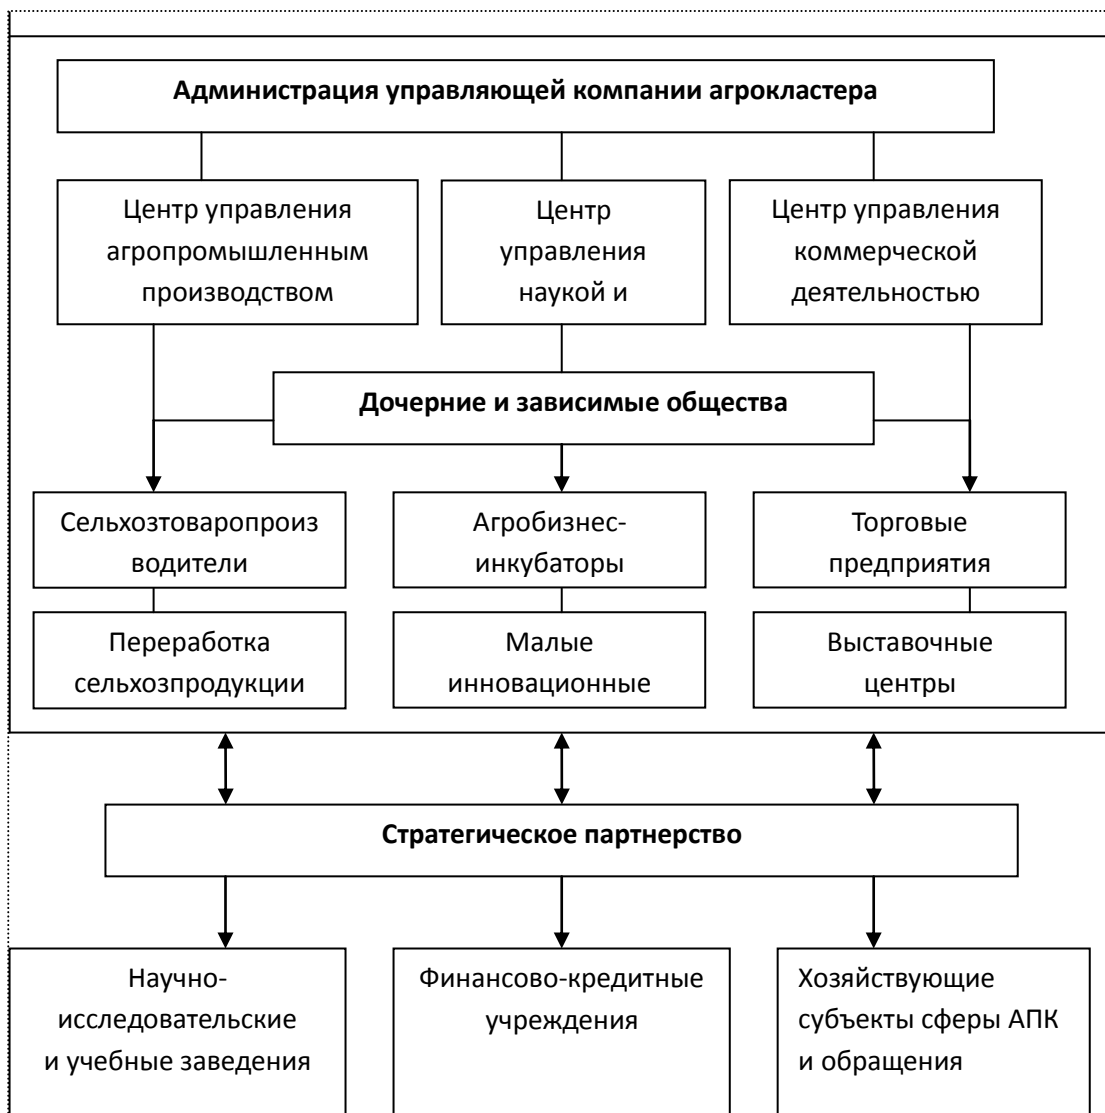 Администрация управляющей компании агрокластера
Центр управления
агропромышленным
производством
Центр
управления
наукой и
Центр управления
коммерческой
деятельностью
Дочерние и зависимые общества
Сельхозтоваропроиз
водители
Агробизнес-
инкубаторы
Торговые
предприятия
Переработка
сельхозпродукции
Малые
инновационные
Выставочные
центры
Стратегическое партнерство
Научно-
исследовательские
и учебные заведения
Финансово-кредитные
учреждения
Хозяйствующие
субъекты сферы АПК
и обращения